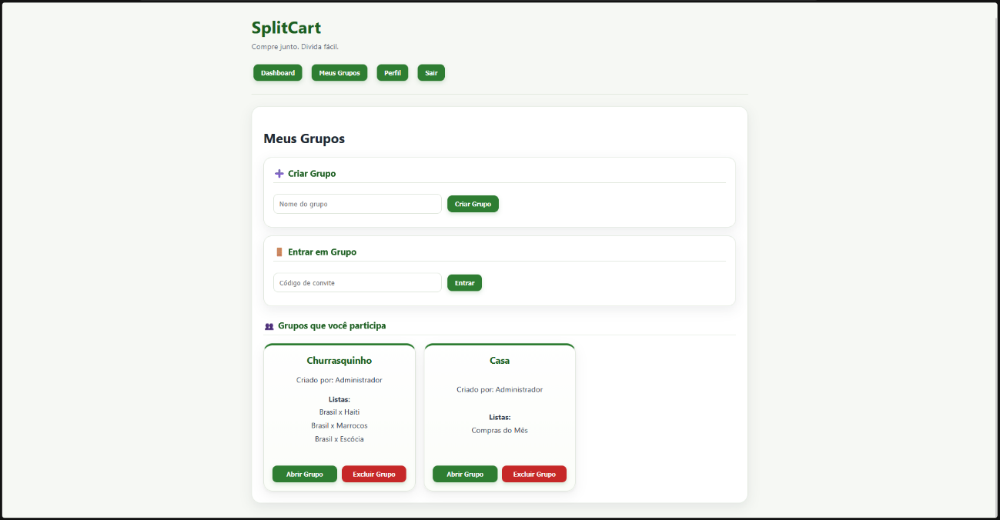 SplitCart
Compre junto. Divida fácil.
Dashboard Meus Grupos Perfil Sair
Meus Grupos
Criar Grupo
Nome do grupo Criar Grupo
Entrar em Grupo
Código de convite Entrar
Grupos que você participa
Churrasquinho
Criado por: Administrador
Listas:
Brasil x Haiti
Brasil x Marrocos
Brasil x Escócia
Abrir Grupo Excluir Grupo
Casa
Criado por: Administrador
Listas:
Compras do Mês
Abrir Grupo Excluir Grupo